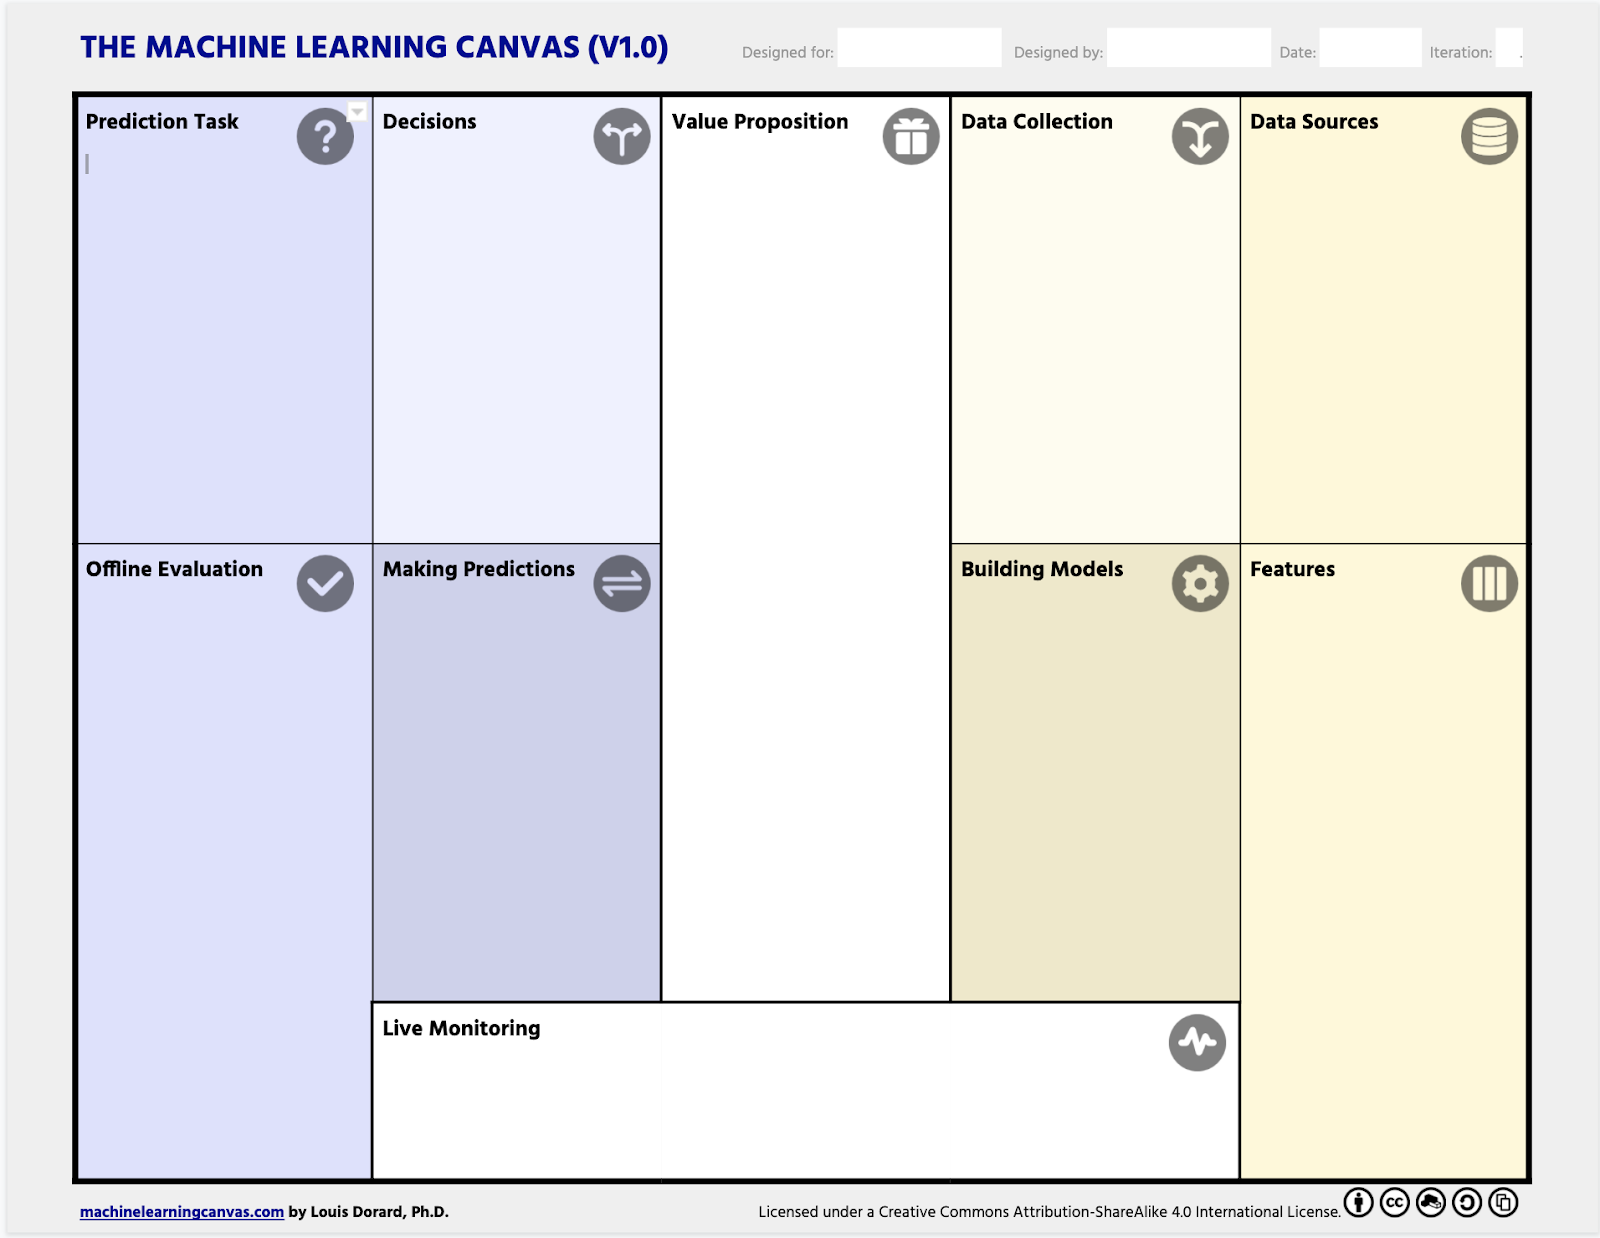 THE MACHINE LEARNING CANVAS (V1.0)
Designed for:
Designed by:
Date:
Iteration: .
Prediction Task
?
Decisions
Value Proposition
Data Collection
Data Sources
Offline Evaluation
Making Predictions
Building Models
Features
Live Monitoring
machinelearningcanvas.com by Louis Dorard, Ph.D.
Licensed under a Creative Commons Attribution-ShareAlike 4.0 International License.
cc